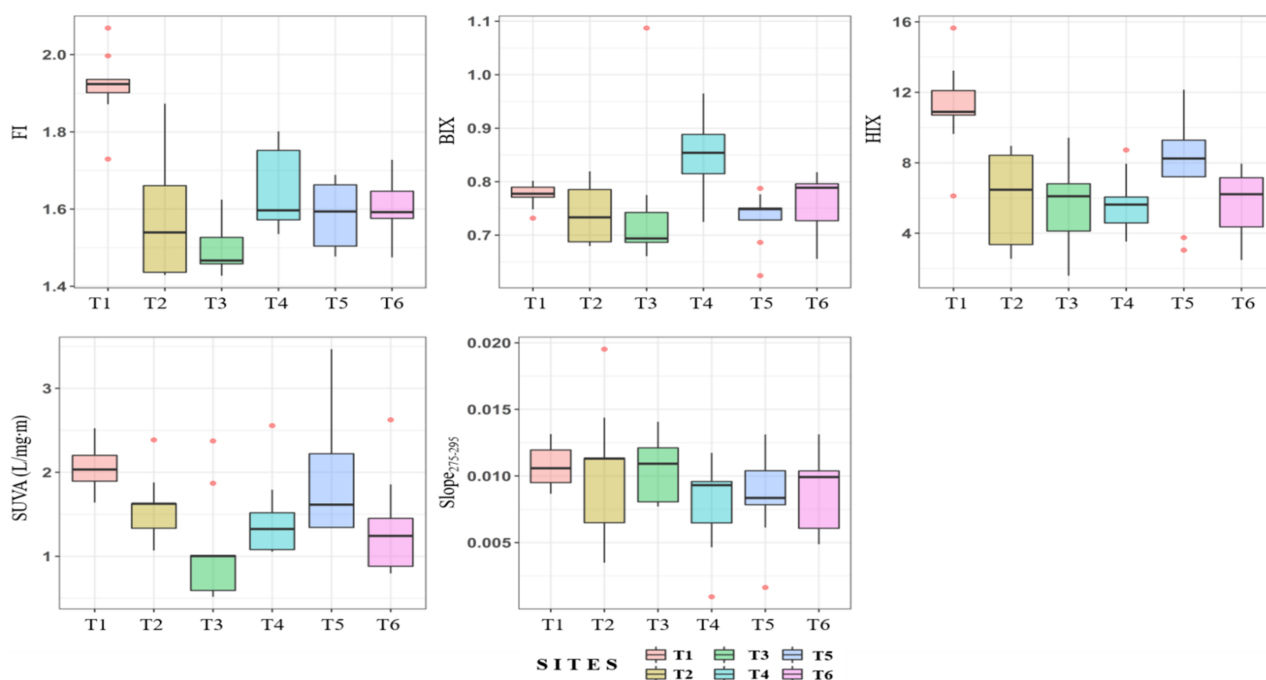 FI
2.0
1.8
1.6
1.4
T1 T2 T3 T4 T5 T6
BIX
1.1
1.0
0.9
0.8
0.7
T1 T2 T3 T4 T5 T6
HIX
16
12
8
4
T1 T2 T3 T4 T5 T6
SUVA (L/mg·m)
3
2
1
T1 T2 T3 T4 T5 T6
Slope275-295
0.020
0.015
0.010
0.005
T1 T2 T3 T4 T5 T6
SITES
T1 T3 T5
T2 T4 T6